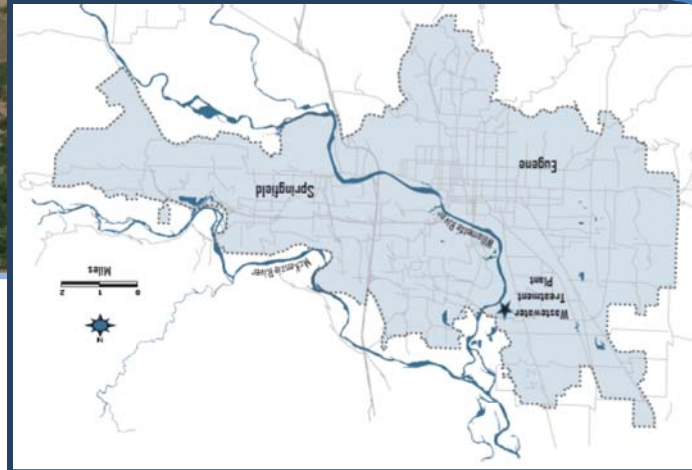 N
Wastewater
Treatment
Plant
0 1 2
Miles
McKenzie River
Willamette River
Springfield
Eugene